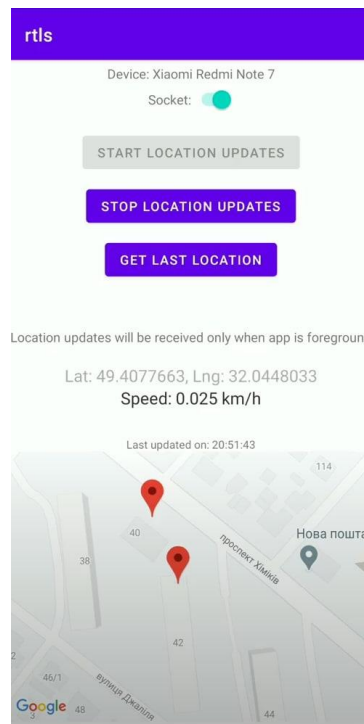 rtls
Device: Xiaomi Redmi Note 7
Socket:
START LOCATION UPDATES
STOP LOCATION UPDATES
GET LAST LOCATION
Location updates will be received only when app is foregroun
Lat: 49.4077663, Lng: 32.0448033
Speed: 0.025 km/h
Last updated on: 20:51:43
114
40
проспект Хіміків
Нова пошта
38
42
2
46/1
вулиця Джаліля
Google
48
3
44